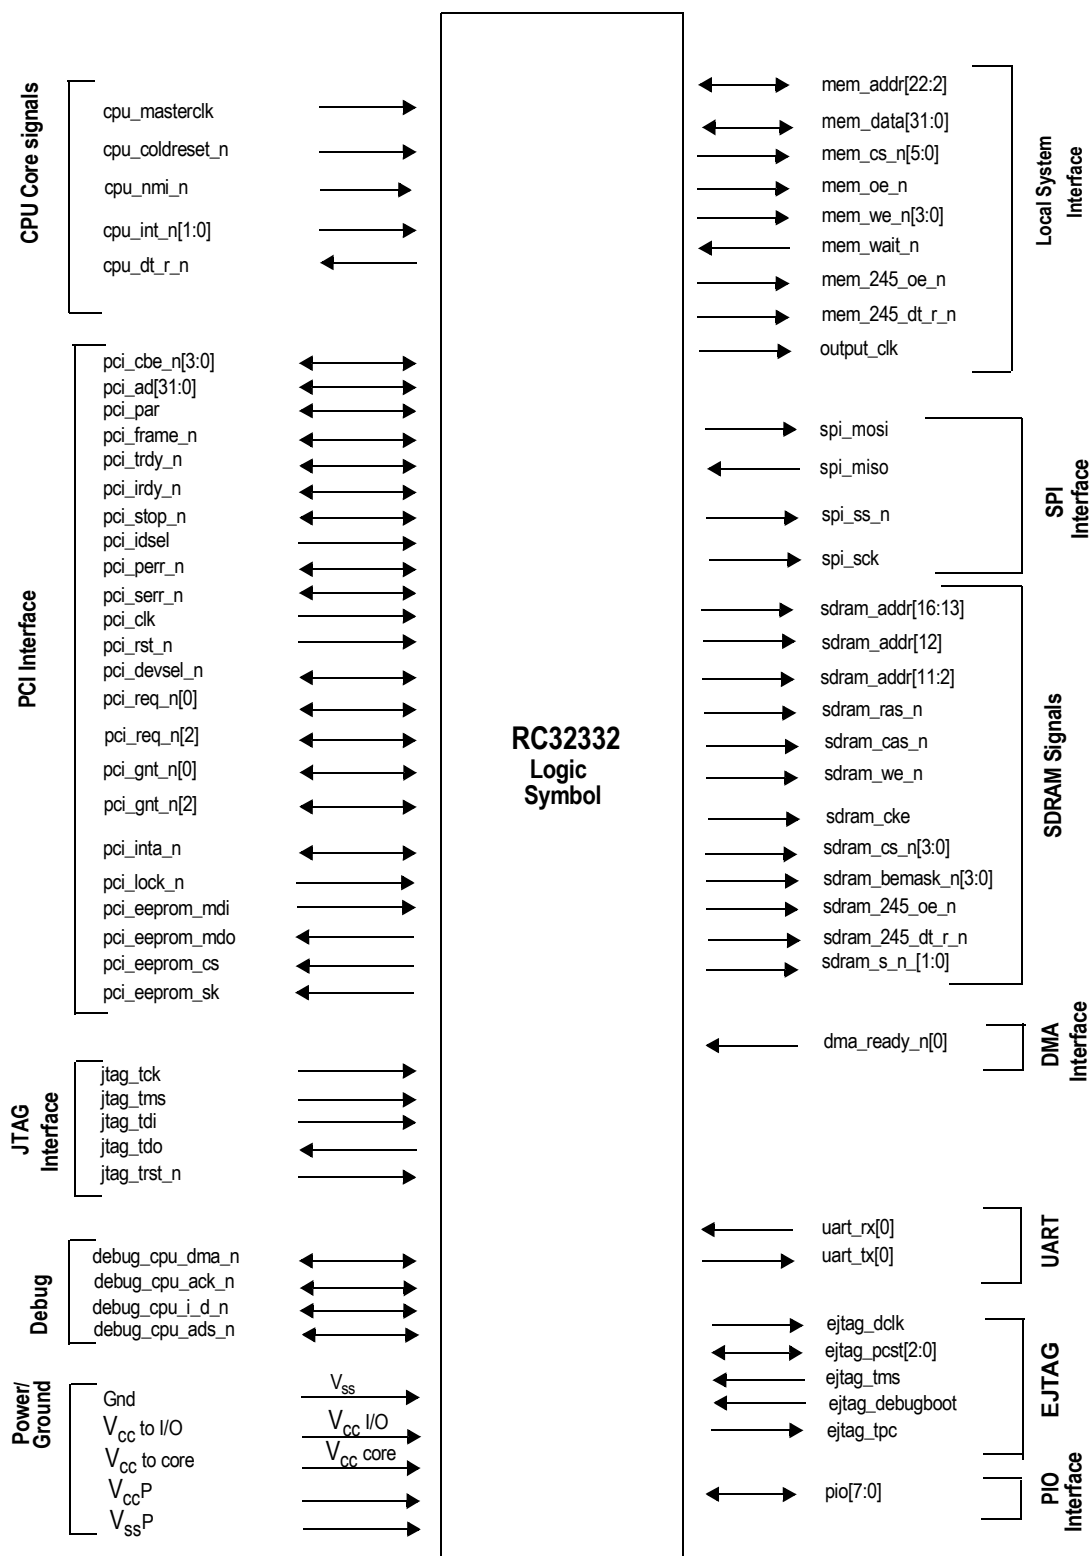 CPU Core signals
cpu_masterclk
cpu_coldreset_n
cpu_nmi_n
cpu_int_n[1:0]
cpu_dt_r_n
PCI Interface
pci_cbe_n[3:0]
pci_ad[31:0]
pci_par
pci_frame_n
pci_trdy_n
pci_irdy_n
pci_stop_n
pci_idsel
pci_perr_n
pci_serr_n
pci_clk
pci_rst_n
pci_devsel_n
pci_req_n[0]
pci_req_n[2]
pci_gnt_n[0]
pci_gnt_n[2]
pci_inta_n
pci_lock_n
pci_eeprom_mdi
pci_eeprom_mdo
pci_eeprom_cs
pci_eeprom_sk
JTAG
Interface
jtag_tck
jtag_tms
jtag_tdi
jtag_tdo
jtag_trst_n
Debug
debug_cpu_dma_n
debug_cpu_ack_n
debug_cpu_i_d_n
debug_cpu_ads_n
Power/
Ground
Gnd
Vss
Vcc to I/O
Vcc I/O
Vcc to core
Vcc core
VccP
VssP
RC32332
Logic
Symbol
mem_addr[22:2]
mem_data[31:0]
mem_cs_n[5:0]
mem_oe_n
mem_we_n[3:0]
mem_wait_n
mem_245_oe_n
mem_245_dt_r_n
output_clk
Local System
Interface
spi_mosi
spi_miso
spi_ss_n
spi_sck
SPI
Interface
sdram_addr[16:13]
sdram_addr[12]
sdram_addr[11:2]
sdram_ras_n
sdram_cas_n
sdram_we_n
sdram_cke
sdram_cs_n[3:0]
sdram_bemask_n[3:0]
sdram_245_oe_n
sdram_245_dt_r_n
sdram_s_n_[1:0]
SDRAM Signals
dma_ready_n[0]
DMA
Interface
uart_rx[0]
uart_tx[0]
UART
ejtag_dclk
ejtag_pcst[2:0]
ejtag_tms
ejtag_debugboot
ejtag_tpc
EJTAG
pio[7:0]
PIO
Interface